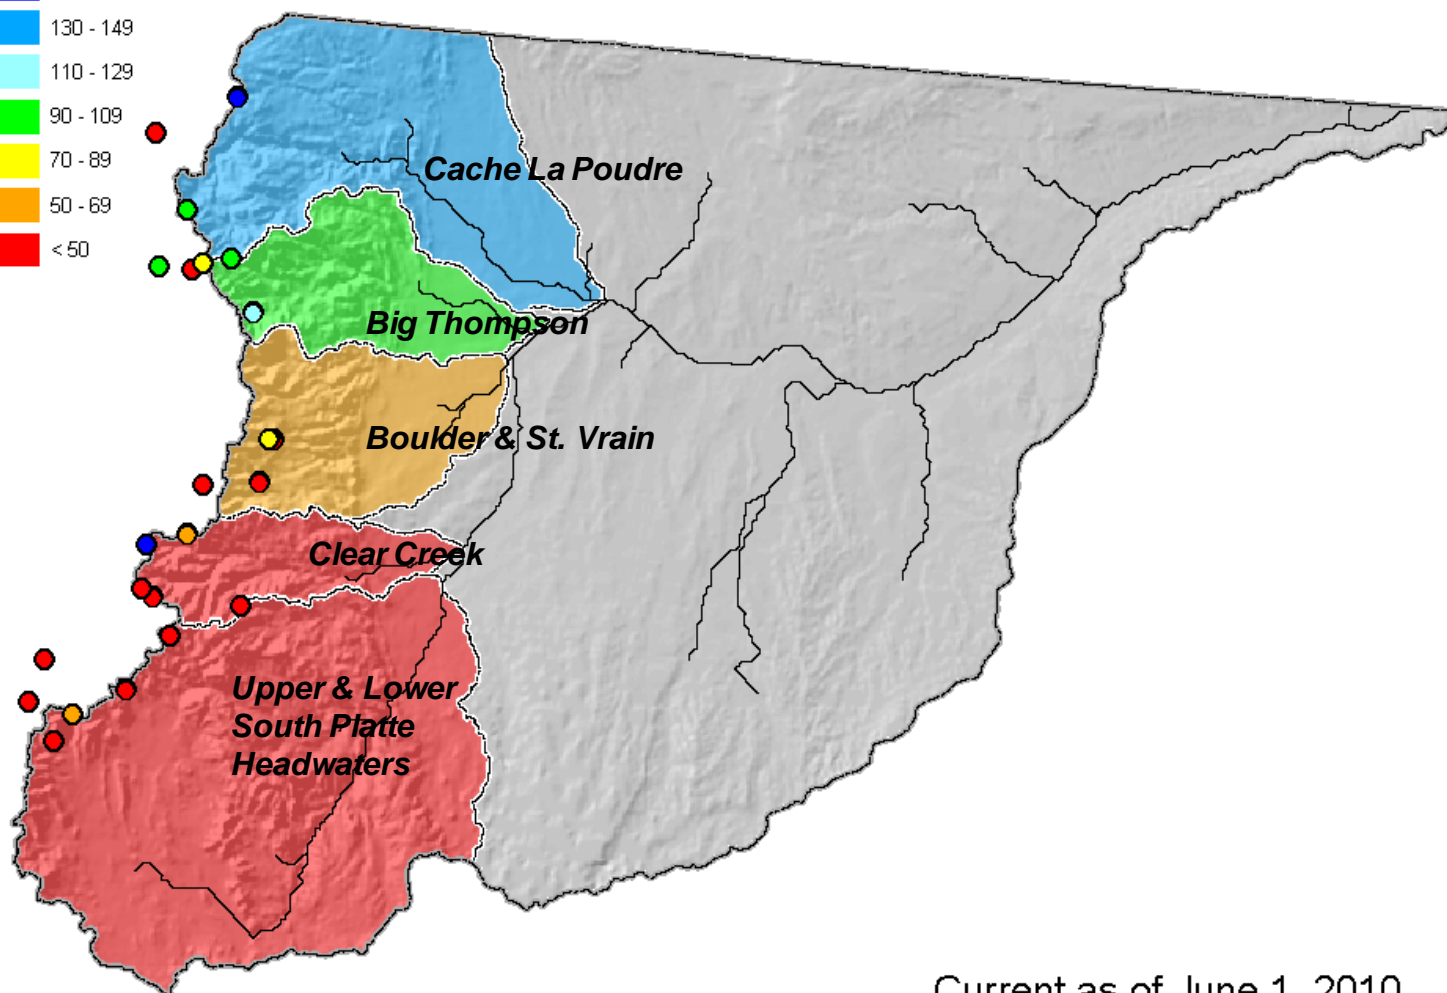 130 - 149
110 - 129
90 - 109
70 - 89
50 - 69
< 50
Cache La Poudre
Big Thompson
Boulder & St. Vrain
Clear Creek
Upper & Lower
South Platte
Headwaters
Current as of June 1, 2010